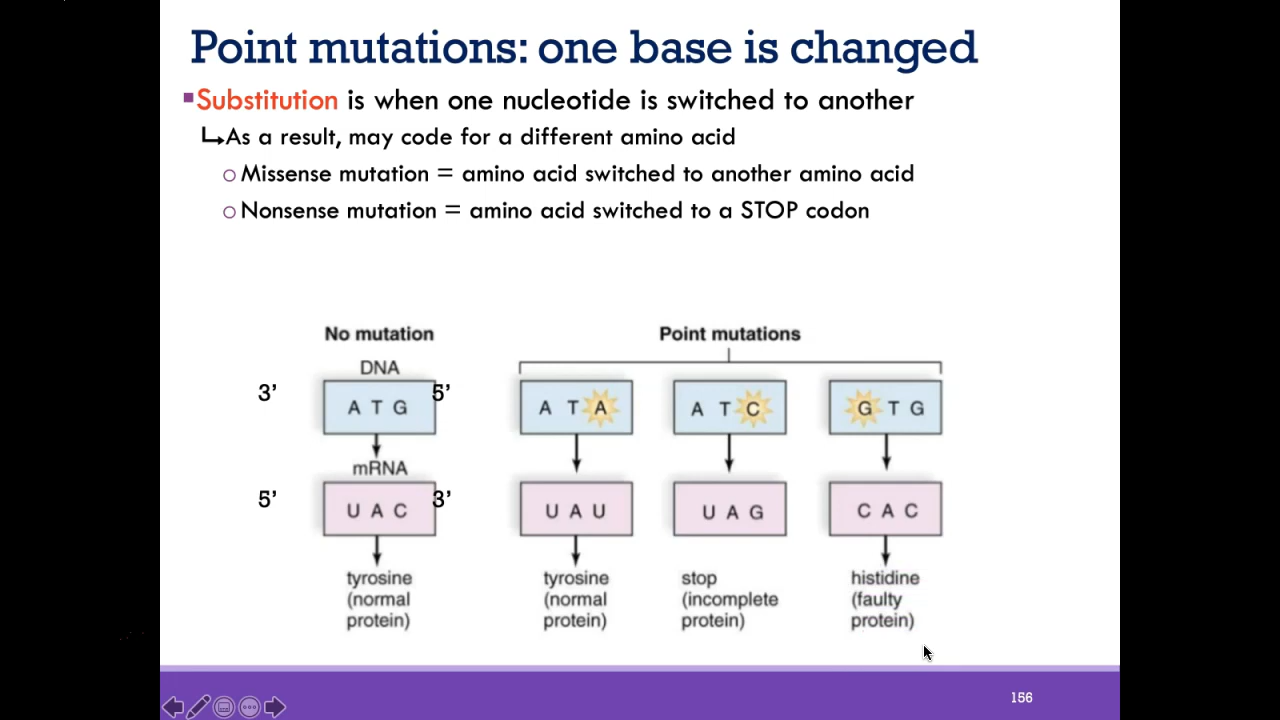 Point mutations: one base is changed
Substitution is when one nucleotide is switched to another
As a result, may code for a different amino acid
Missense mutation = amino acid switched to another amino acid
Nonsense mutation = amino acid switched to a STOP codon
No mutation
Point mutations
DNA
3’ A T G 5’
A T A
A T C
G T G
mRNA
5’ U A C 3’
U A U
U A G
C A C
tyrosine
(normal
protein)
tyrosine
(normal
protein)
stop
(incomplete
protein)
histidine
(faulty
protein)
156